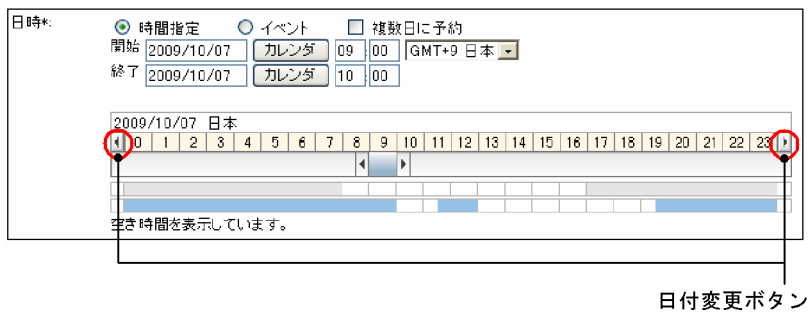 日時*: 時間指定 イベント 複数日に予約
開始 2009/10/07 カレンダ 09 :00 GMT+9 日本
終了 2009/10/07 カレンダ 10 :00
2009/10/07 日本
0 1 2 3 4 5 6 7 8 9 10 11 12 13 14 15 16 17 18 19 20 21 22 23
空き時間を表示しています。
日付変更ボタン